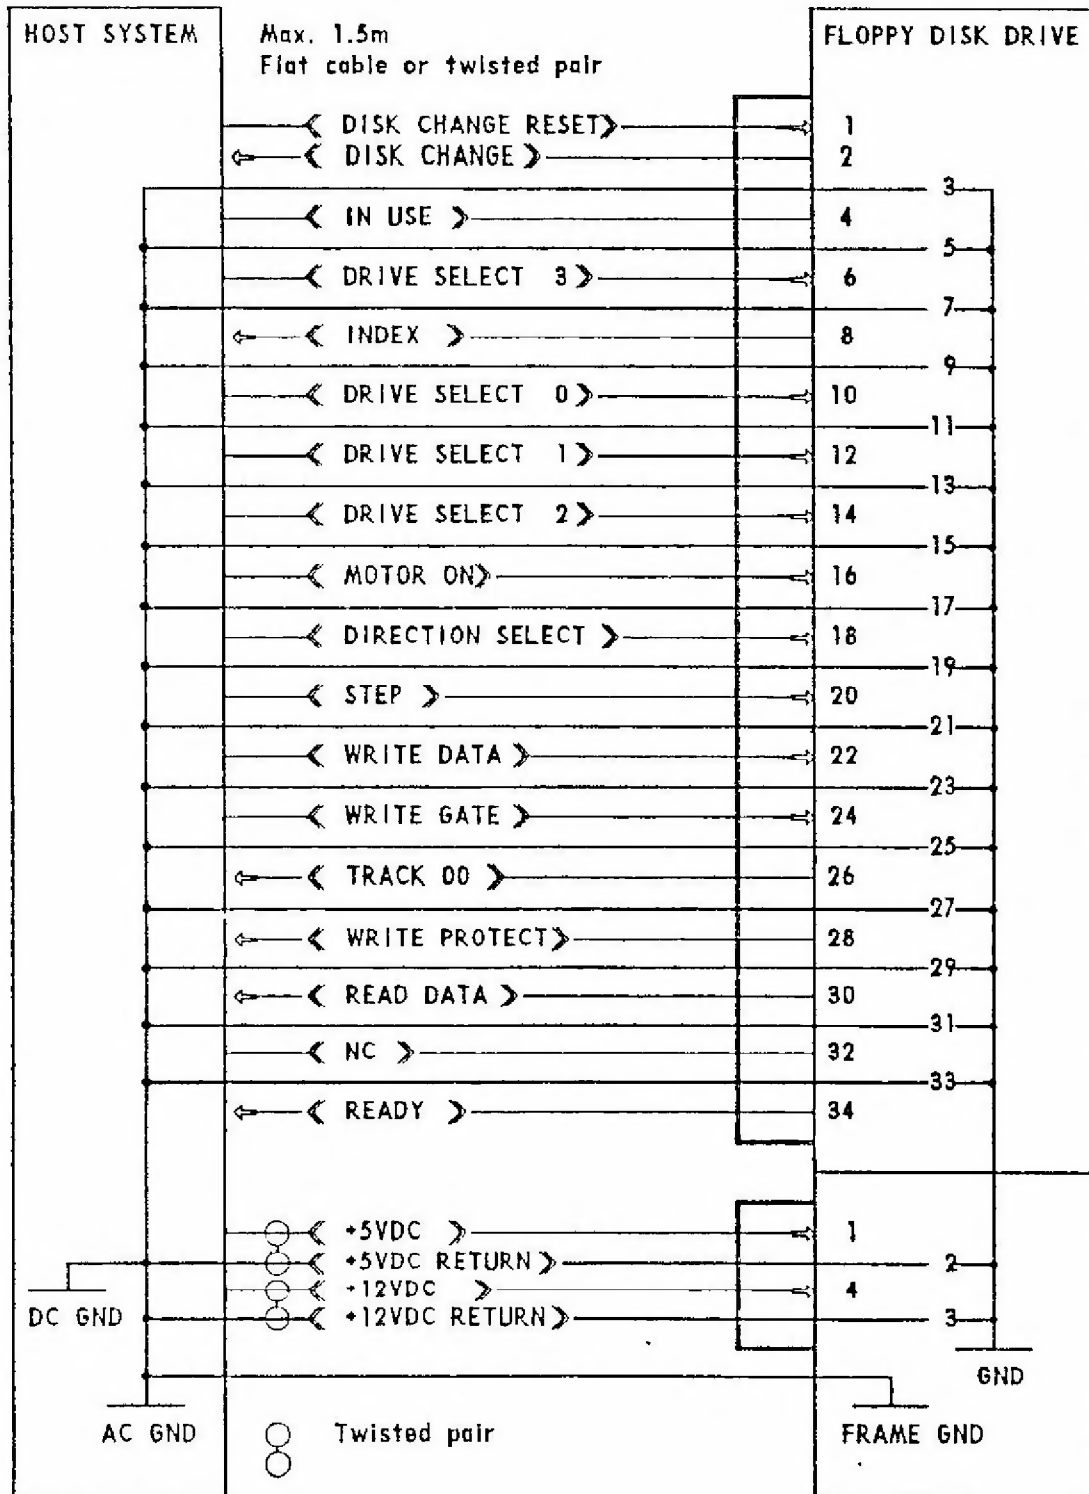 HOST SYSTEM
Max. 1.5m
Flat cable or twisted pair
FLOPPY DISK DRIVE
DISK CHANGE RESET 1
DISK CHANGE 2
3
IN USE 4
5
DRIVE SELECT 3 6
7
INDEX 8
9
DRIVE SELECT 0 10
11
DRIVE SELECT 1 12
13
DRIVE SELECT 2 14
15
MOTOR ON 16
17
DIRECTION SELECT 18
19
STEP 20
21
WRITE DATA 22
23
WRITE GATE 24
25
TRACK 00 26
27
WRITE PROTECT 28
29
READ DATA 30
31
NC 32
33
READY 34
+5VDC 1
+5VDC RETURN 2
+12VDC 4
+12VDC RETURN 3
DC GND
GND
AC GND
Twisted pair
FRAME GND